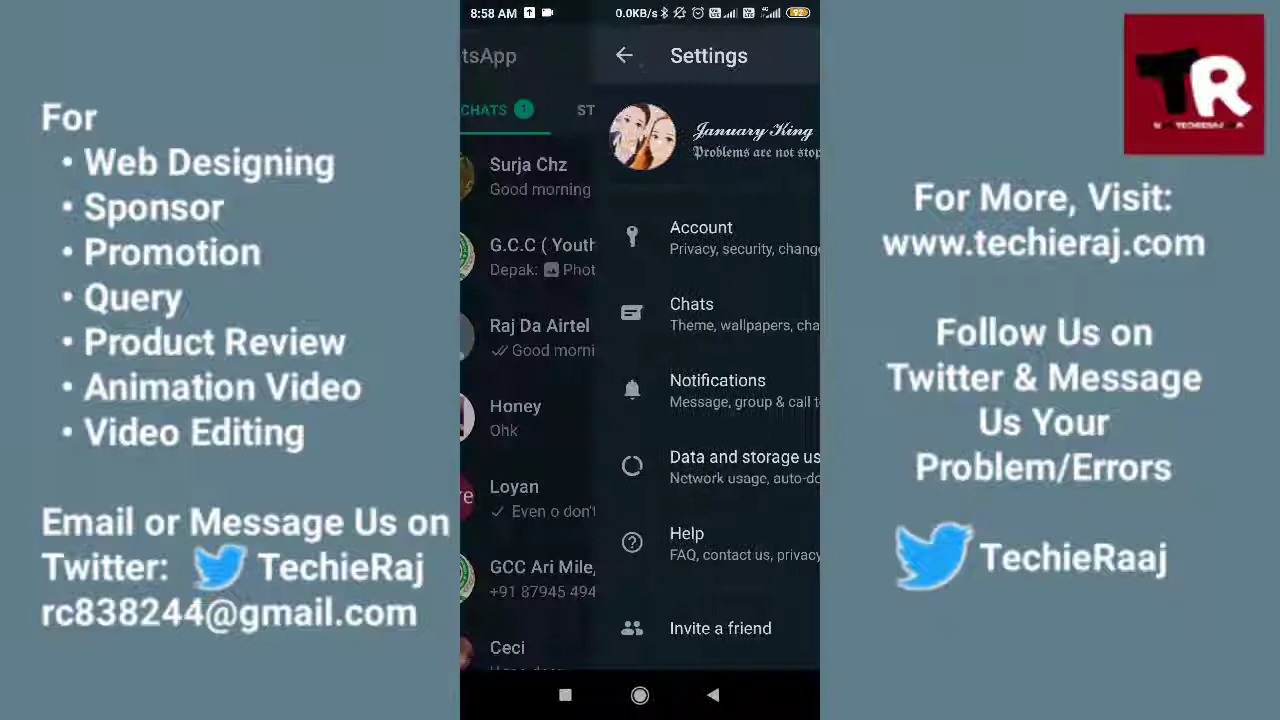 For
• Web Designing
• Sponsor
• Promotion
• Query
• Product Review
• Animation Video
• Video Editing
Email or Message Us on
Twitter: TechieRaj
rc838244@gmail.com
8:58 AM
0.0KB/s
92
tsApp
CHATS 1
ST
Surja Chz
Good morning
G.C.C ( Youth
Depak: Phot
Raj Da Airtel
Good morni
Honey
Ohk
Loyan
Even o don't
GCC Ari Mile,
+91 87945 494
Ceci
Settings
𝒥anuary 𝒦ing
𝔓roblems are not stop
Account
Privacy, security, change
Chats
Theme, wallpapers, cha
Notifications
Message, group & call t
Data and storage us
Network usage, auto-do
Help
FAQ, contact us, privacy
Invite a friend
TR
For More, Visit:
www.techieraj.com
Follow Us on
Twitter & Message
Us Your
Problem/Errors
TechieRaaj